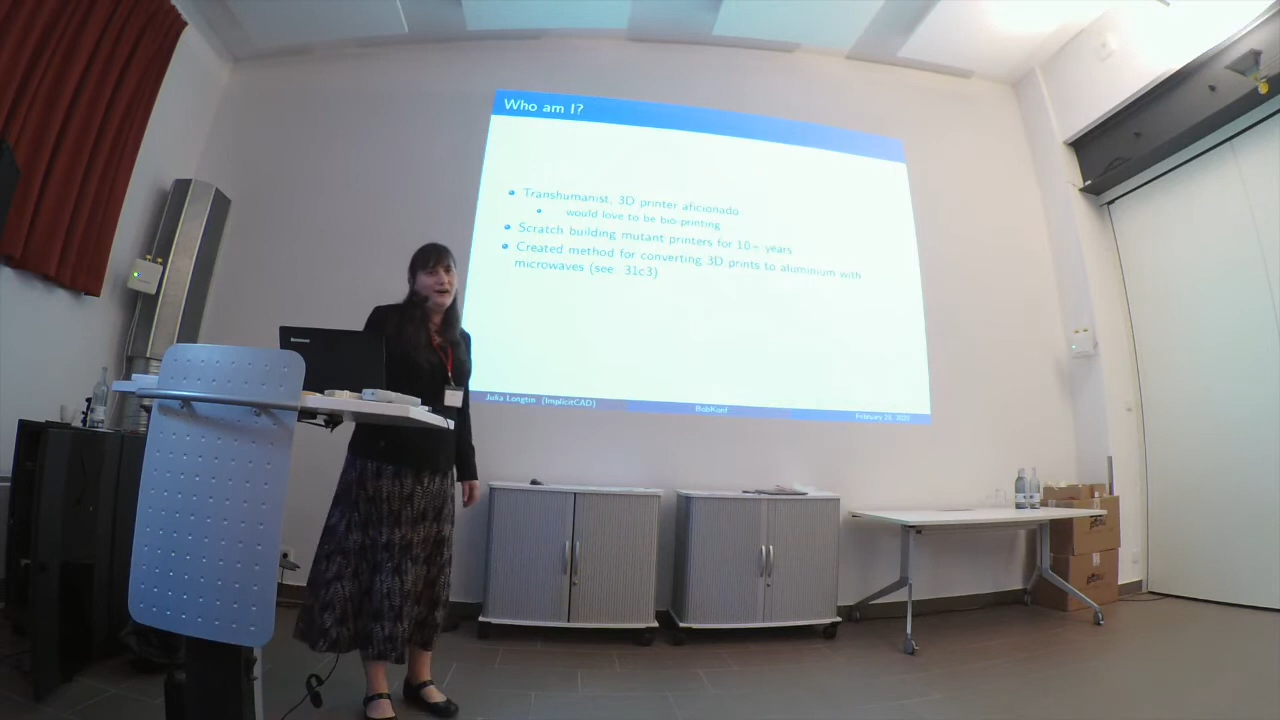 Who am I?
Transhumanist, 3D printer aficionado
would love to be bio-printing
Scratch building mutant printers for 10+ years
Created method for converting 3D prints to aluminium with
microwaves (see 31c3)
Julia Longtin (ImplicitCAD)
BobKonf
February 28, 2020
lenovo